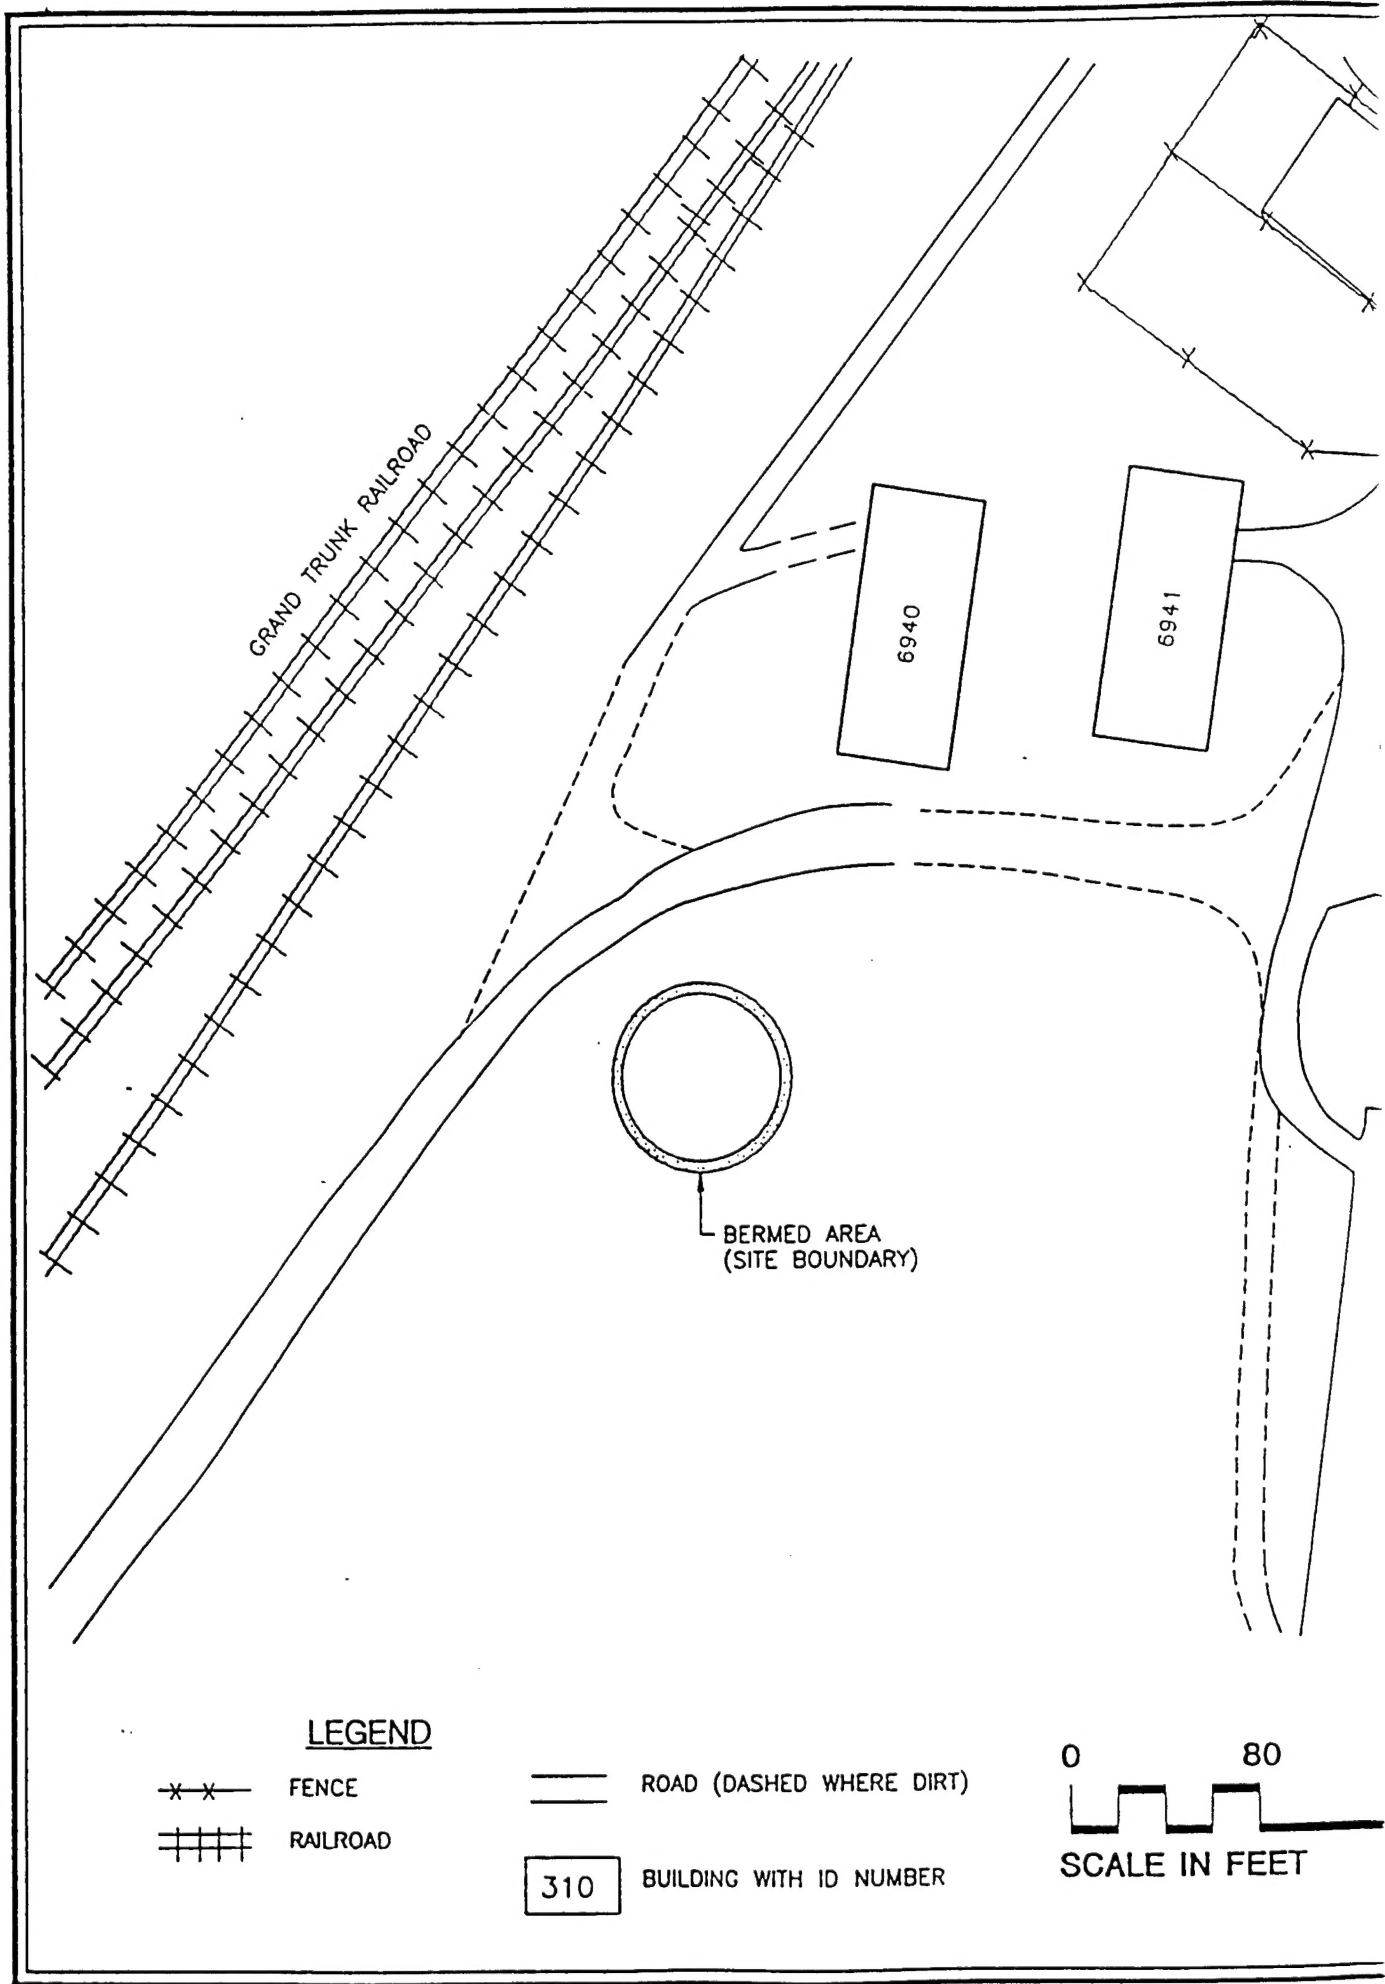 GRAND TRUNK RAILROAD
6940
6941
BERMED AREA
(SITE BOUNDARY)
LEGEND
FENCE
RAILROAD
ROAD (DASHED WHERE DIRT)
310
BUILDING WITH ID NUMBER
0 80
SCALE IN FEET